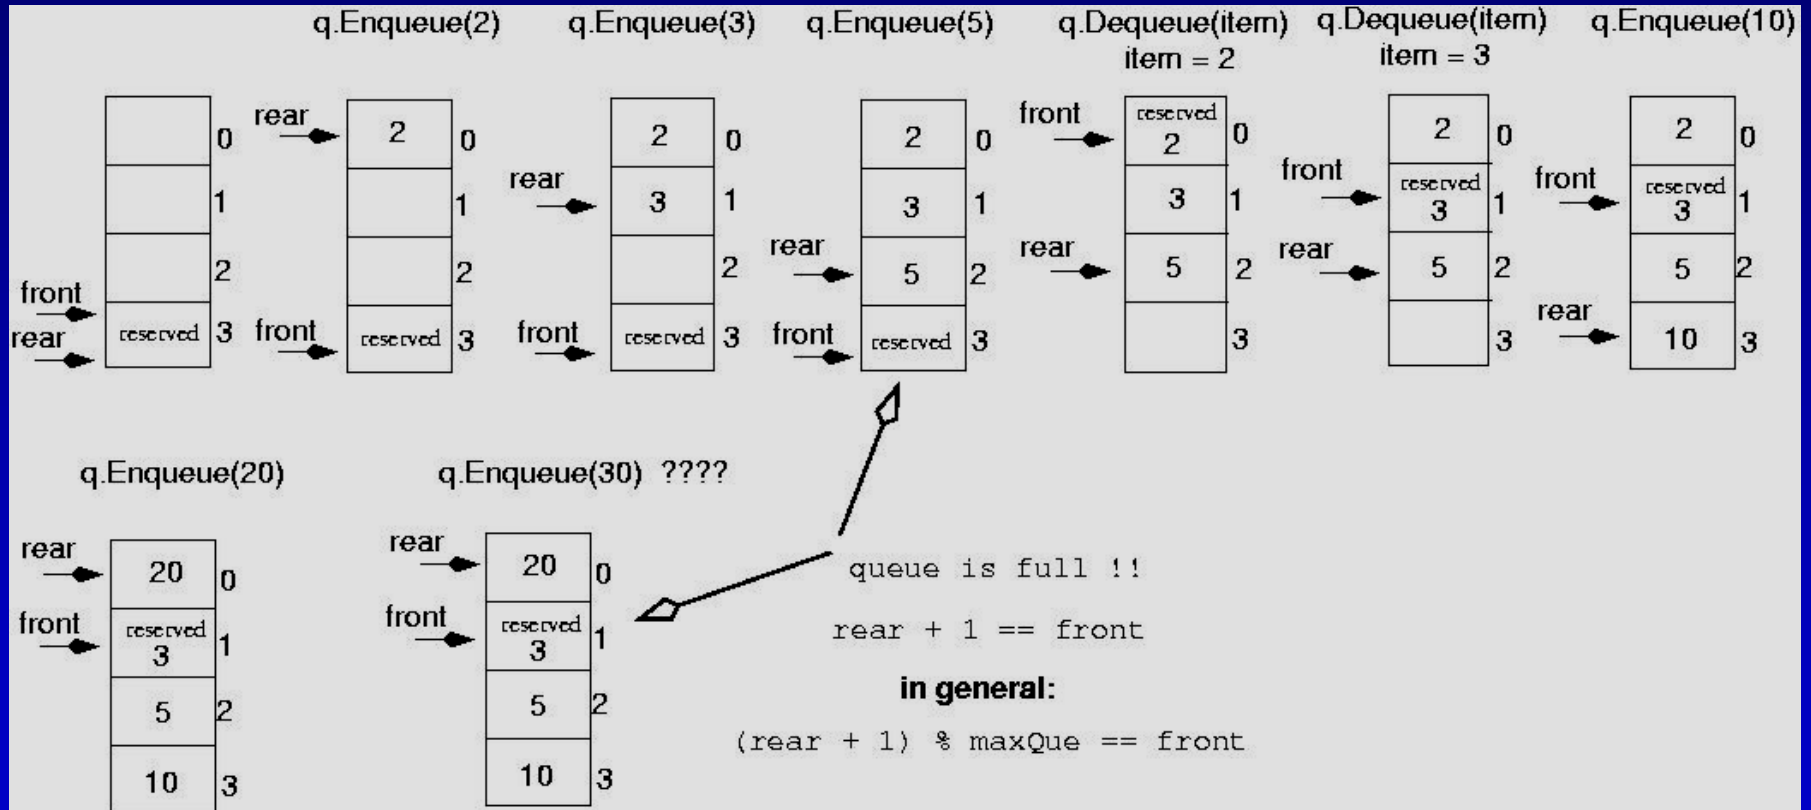 q.Enqueue(2)
q.Enqueue(3)
q.Enqueue(5)
q.Dequeue(item)
item = 2
q.Dequeue(item)
item = 3
q.Enqueue(10)
0
1
2
front
rear
reserved 3
rear
2 0
1
2
front
reserved 3
2 0
rear
3 1
2
front
reserved 3
2 0
3 1
rear
5 2
front
reserved 3
front
reserved
2 0
3 1
rear
5 2
3
2 0
front
reserved
3 1
rear
5 2
3
2 0
front
reserved
3 1
5 2
rear
10 3
q.Enqueue(20)
rear
20 0
front
reserved
3 1
5 2
10 3
q.Enqueue(30) ????
rear
20 0
front
reserved
3 1
5 2
10 3
queue is full !!
rear + 1 == front
in general:
(rear + 1) % maxQue == front